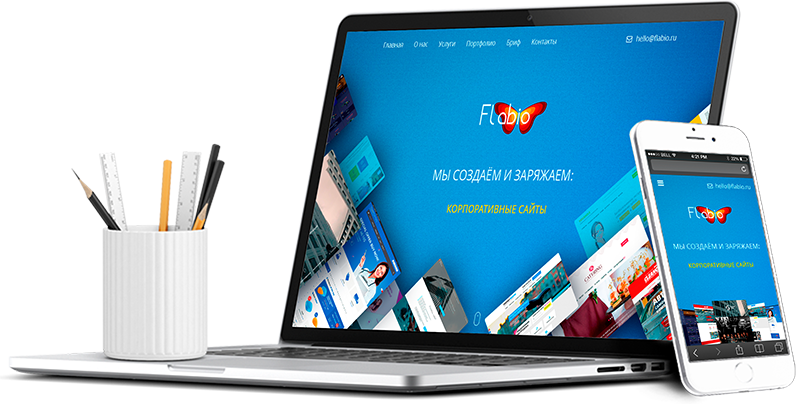 Главная О нас Услуги Портфолио Бриф Контакты hello@flabio.ru
Flabio
МЫ СОЗДАЁМ И ЗАРЯЖАЕМ:
КОРПОРАТИВНЫЕ САЙТЫ
CATERING
BELL 4:21 PM 22%
hello@flabio.ru
Flabio
МЫ СОЗДАЁМ И ЗАРЯЖАЕМ:
КОРПОРАТИВНЫЕ САЙТЫ